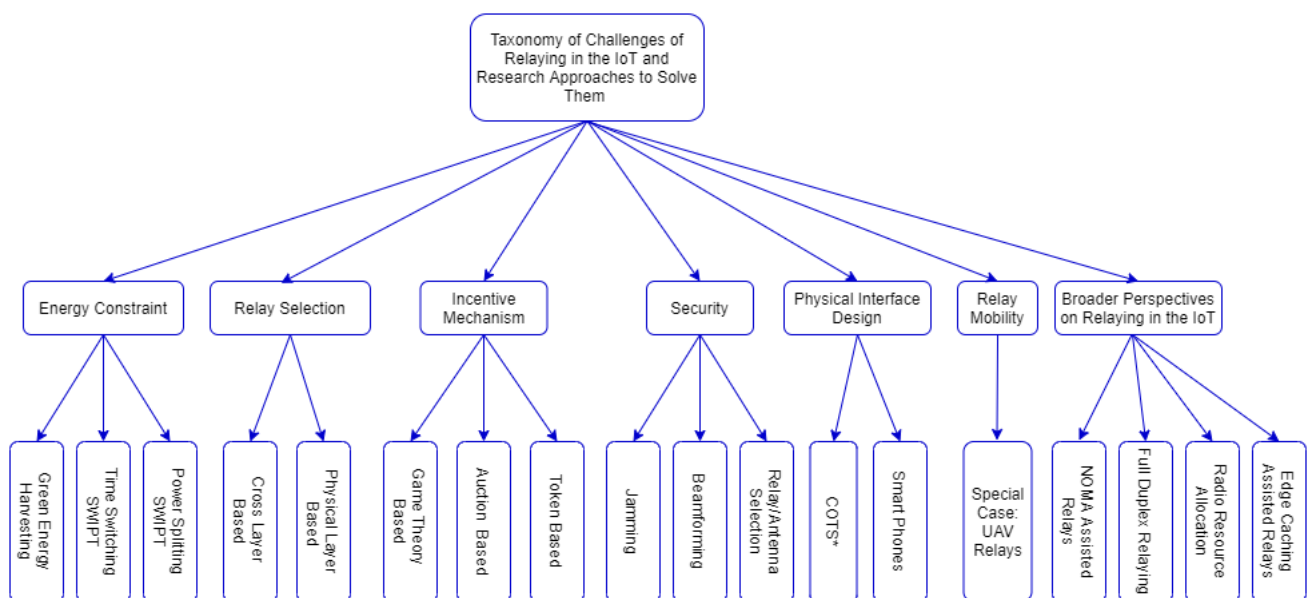 Taxonomy of Challenges of
Relaying in the IoT and
Research Approaches to Solve
Them
Energy Constraint
Relay Selection
Incentive
Mechanism
Security
Physical Interface
Design
Relay
Mobility
Broader Perspectives
on Relaying in the IoT
Green Energy
Harvesting
Time Switching
SWIPT
Power Splitting
SWIPT
Cross Layer
Based
Physical Layer
Based
Game Theory
Based
Auction Based
Token Based
Jamming
Beamforming
Relay/Antenna
Selection
COTS*
Smart Phones
Special
Case:
UAV
Relays
NOMA Assisted
Relays
Full Duplex Relaying
Radio Resource
Allocation
Edge Caching
Assisted Relays